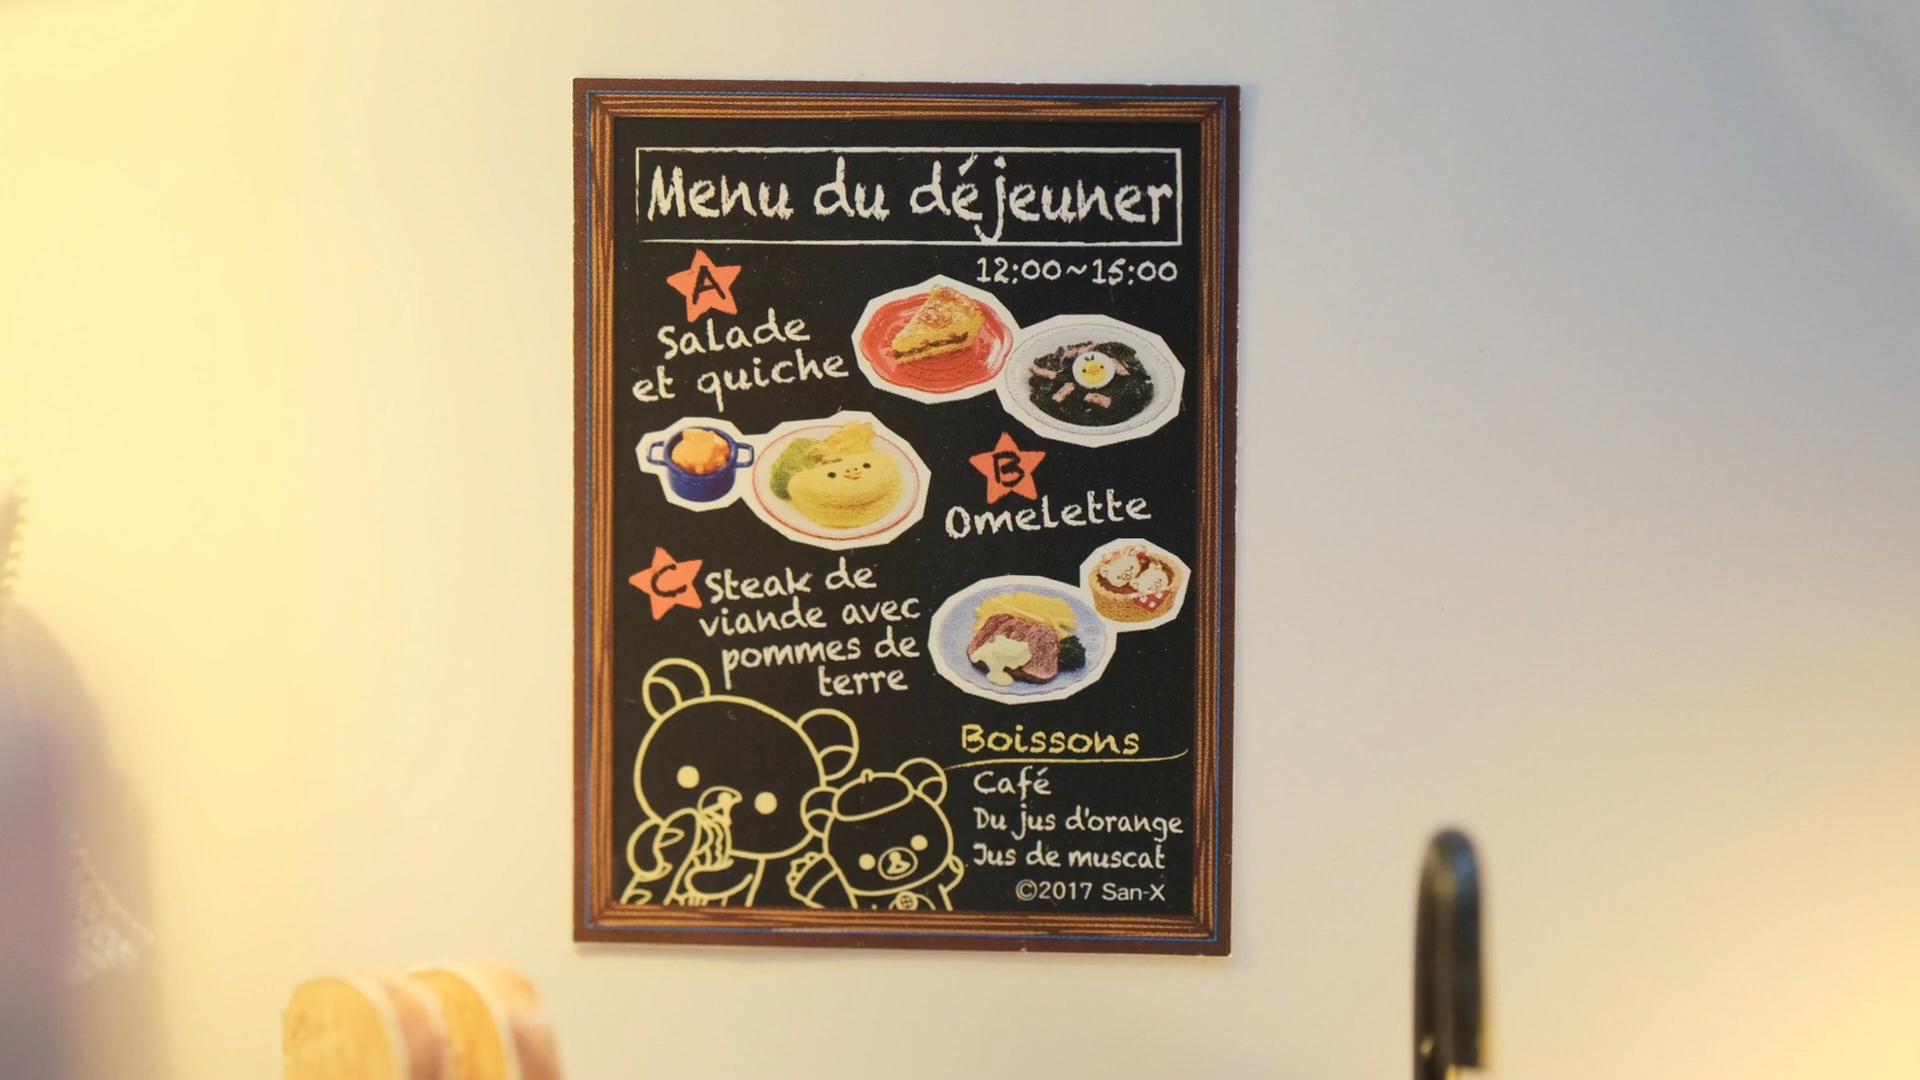 Menu du déjeuner
12:00~15:00
A
Salade
et quiche
B
Omelette
C
Steak de
viande avec
pommes de
terre
Boissons
Café
Du jus d'orange
Jus de muscat
©2017 San-X